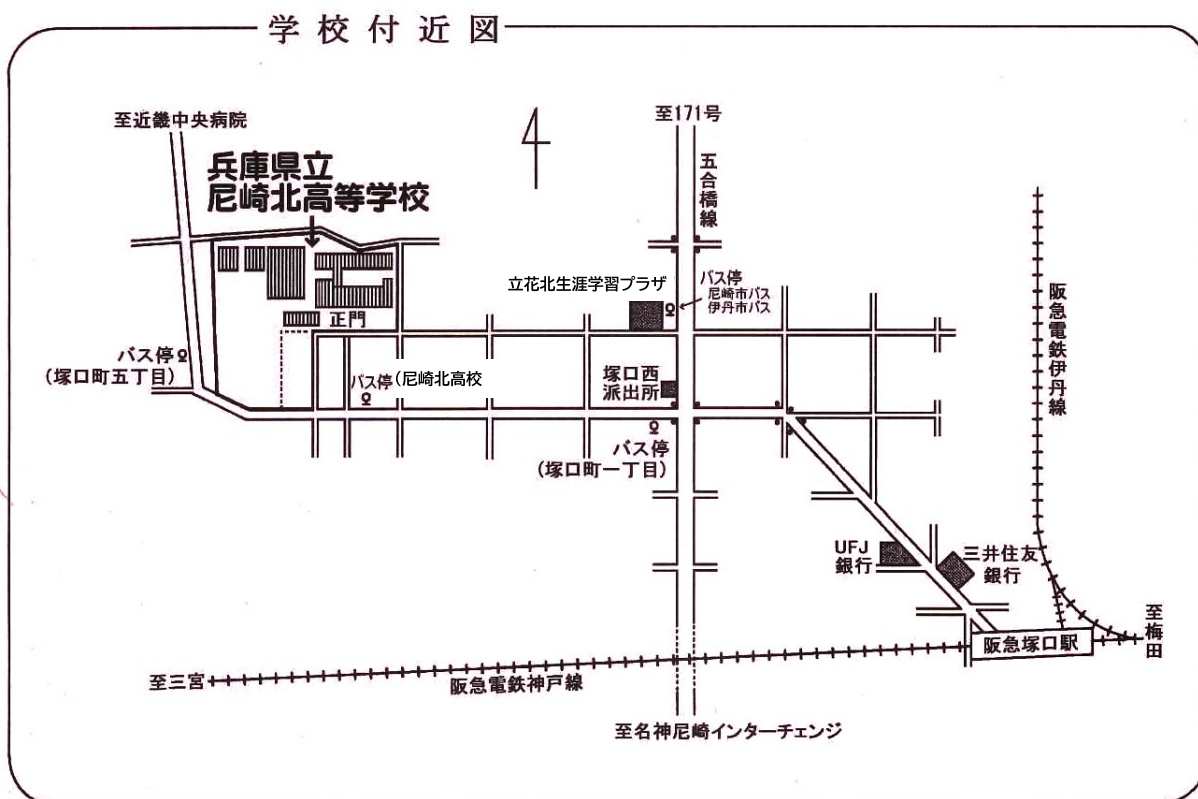 学校付近図
至近畿中央病院
至171号
兵庫県立
尼崎北高等学校
五合橋線
立花北生涯学習プラザ
バス停
尼崎市バス
伊丹市バス
阪急電鉄伊丹線
正門
バス停
(塚口町五丁目)
バス停(尼崎北高校
塚口西
派出所
バス停
(塚口町一丁目)
UFJ
銀行
三井住友
銀行
至梅田
阪急塚口駅
至三宮
阪急電鉄神戸線
至名神尼崎インターチェンジ